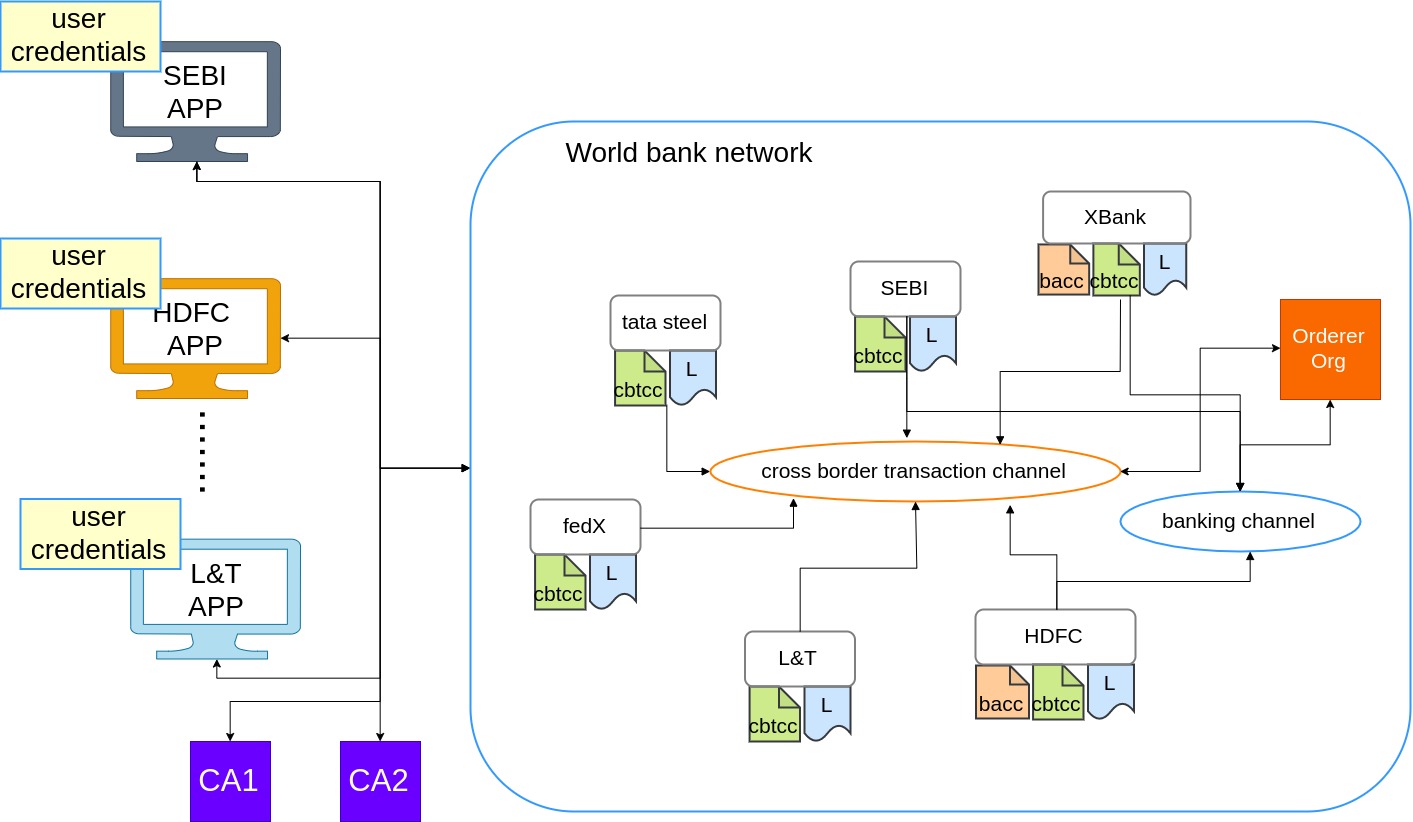 user
credentials
SEBI
APP
user
credentials
HDFC
APP
user
credentials
L&T
APP
CA1
CA2
World bank network
XBank
bacc
cbtcc
L
SEBI
cbtcc
L
tata steel
cbtcc
L
Orderer
Org
cross border transaction channel
banking channel
fedX
cbtcc
L
L&T
cbtcc
L
HDFC
bacc
cbtcc
L